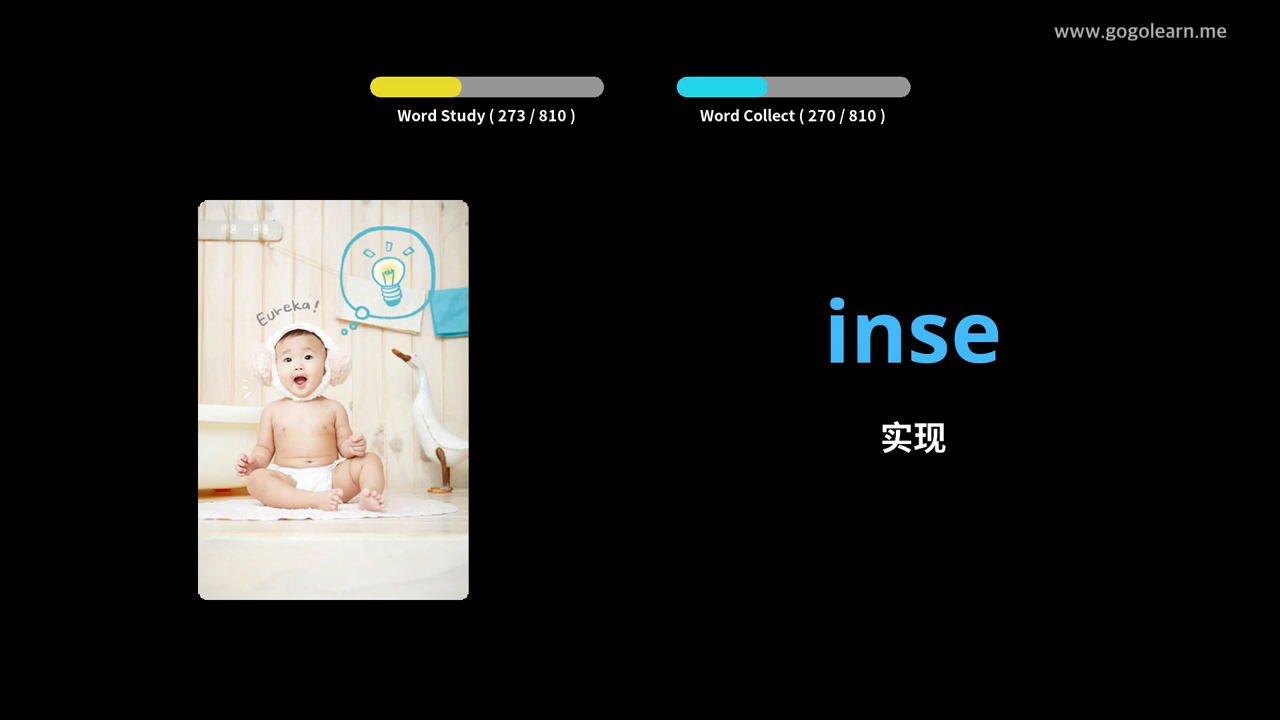 www.gogolearn.me
Word Study ( 273 / 810 )
Word Collect ( 270 / 810 )
Eureka!
inse
实现